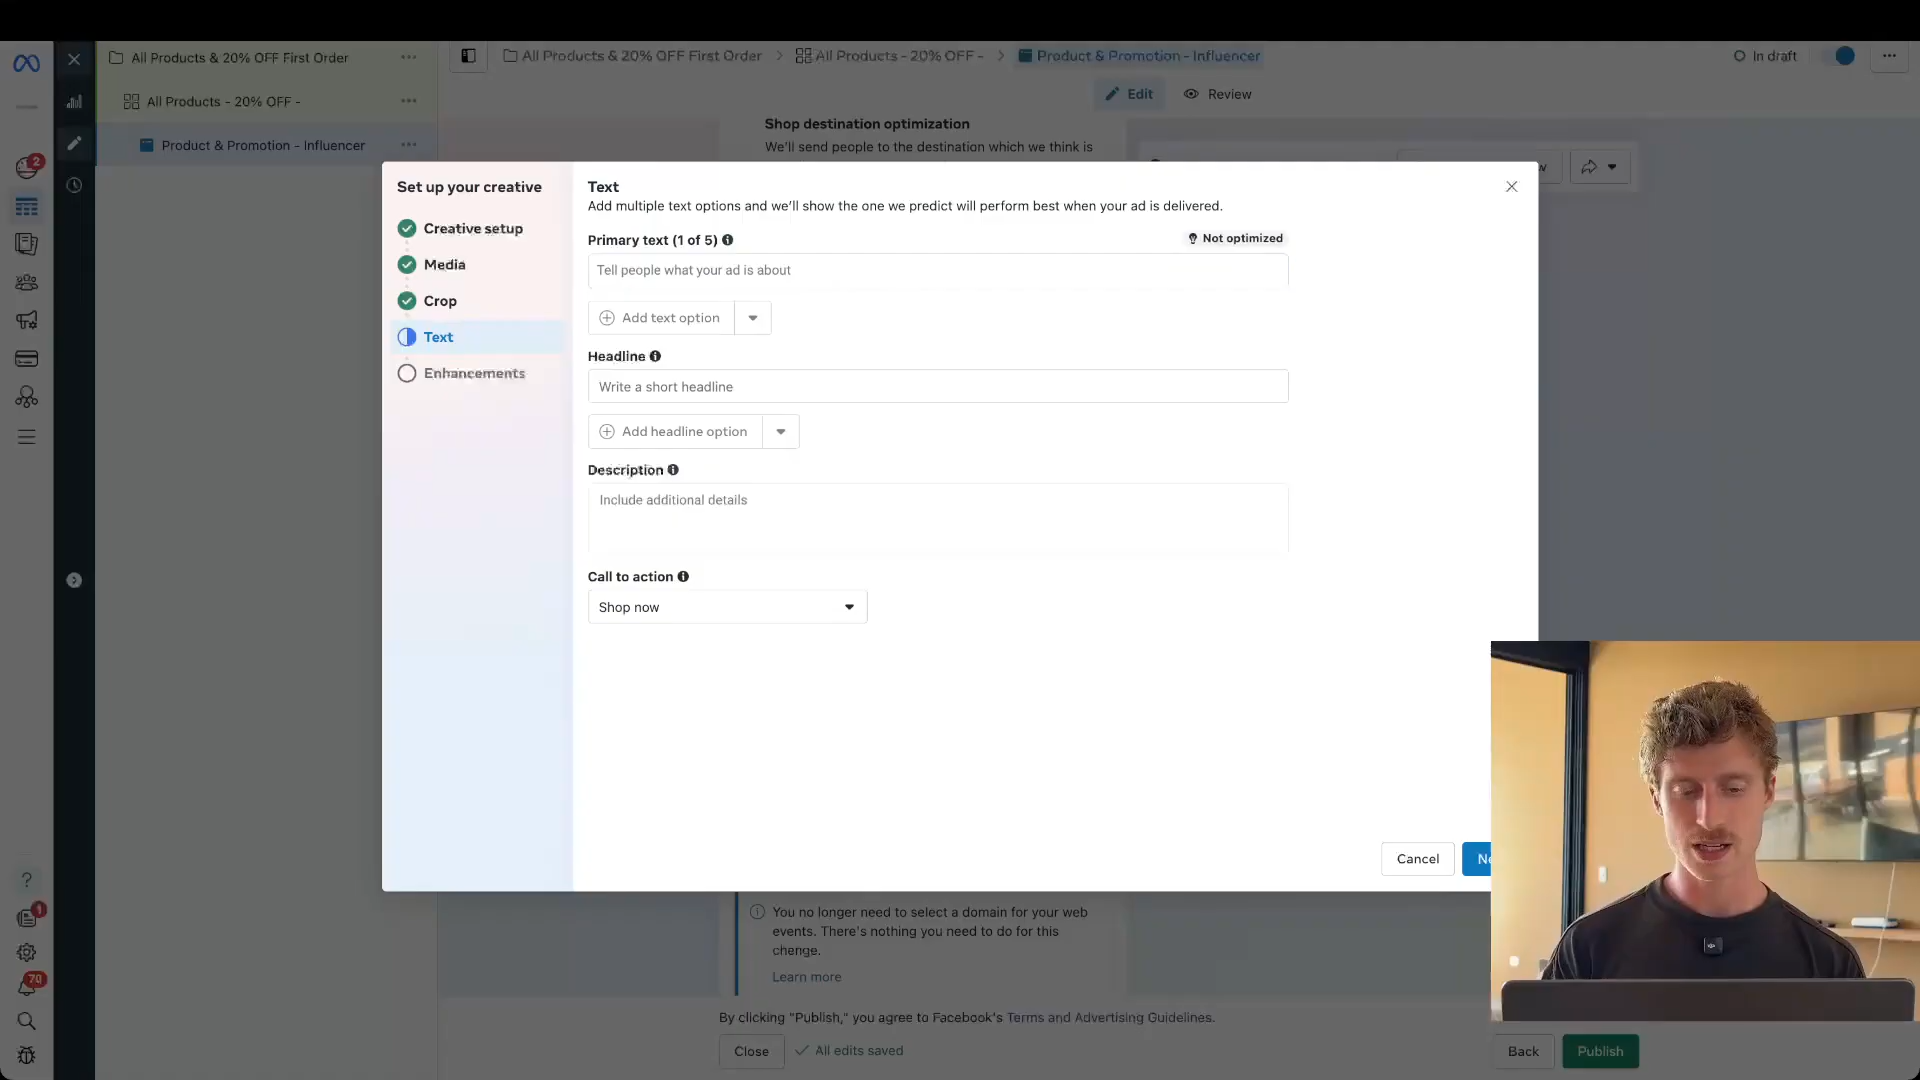 All Products & 20% OFF First Order
All Products & 20% OFF First Order
All Products - 20% OFF -
Product & Promotion - Influencer
In draft
All Products - 20% OFF -
Edit
Review
Product & Promotion - Influencer
Shop destination optimization
We'll send people to the destination which we think is
2
Set up your creative
Creative setup
Media
Crop
Text
Enhancements
Text
Add multiple text options and we'll show the one we predict will perform best when your ad is delivered.
Primary text (1 of 5)
Not optimized
Tell people what your ad is about
Add text option
Headline
Write a short headline
Add headline option
Description
Include additional details
Call to action
Shop now
Cancel
Ne
You no longer need to select a domain for your web
events. There's nothing you need to do for this
change.
Learn more
1
79
By clicking "Publish," you agree to Facebook's Terms and Advertising Guidelines.
Close
All edits saved
Back
Publish